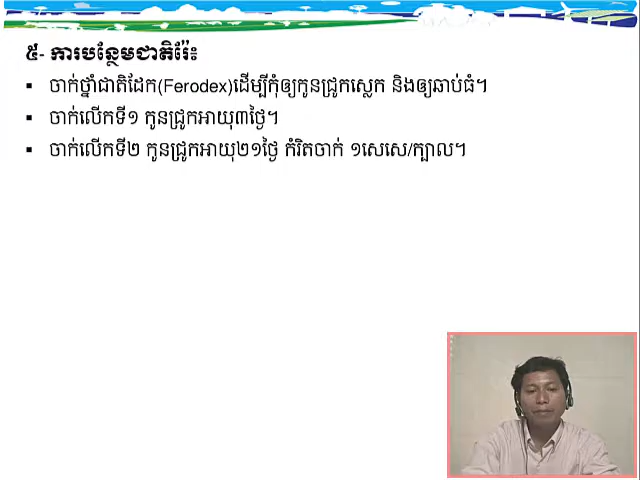 ៥- ការបន្ថែមជាតិរ៉ែ៖
▪ ចាក់ថ្នាំជាតិដែក(Ferodex)ដើម្បីកុំឲ្យកូនជ្រូកស្លេក និងឲ្យឆាប់ធំ។
▪ ចាក់លើកទី១ កូនជ្រូកអាយុ៣ថ្ងៃ។
▪ ចាក់លើកទី២ កូនជ្រូកអាយុ២១ថ្ងៃ កំរិតចាក់ ១សេសេ/ក្បាល។